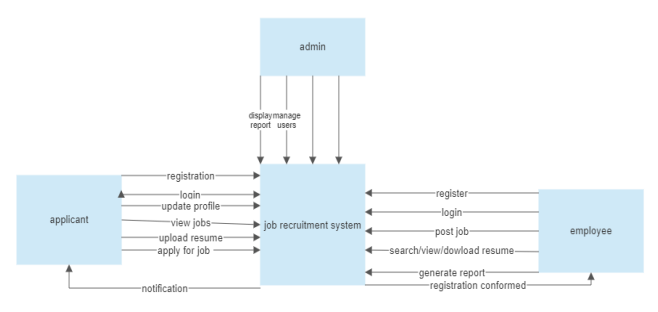 admin
display
report
manage
users
registration
login
update profile
view jobs
upload resume
apply for job
applicant
job recruitment system
register
login
post job
search/view/dowload resume
generate report
employee
notification
registration conformed